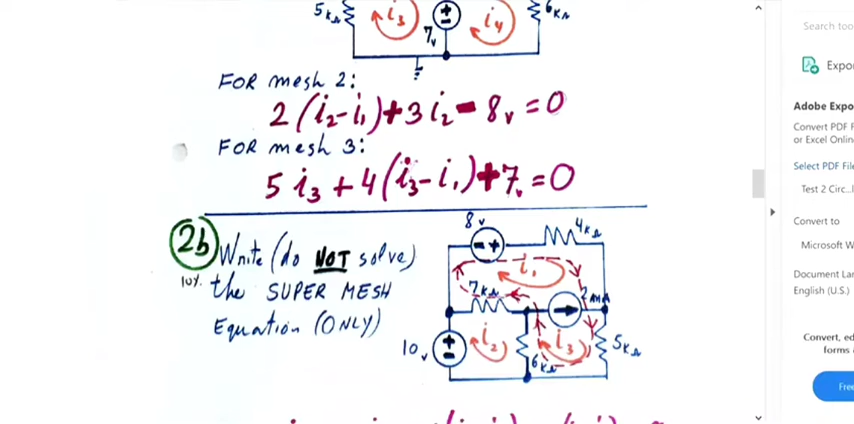 5kΩ i3 7v i4 6kΩ
FOR mesh 2:
2(i2-i1)+3i2-8v=0
FOR mesh 3:
5i3+4(i3-i1)+7v=0
2b Write (do NOT solve)
10% the SUPER MESH
Equation (ONLY)
8v 4kΩ
i1
7kΩ 2mA
10v i2 i3 5kΩ
6kΩ
Search too
Expor
Adobe Expo
Convert PDF F
or Excel Onlin
Select PDF File
Test 2 Circ...l
Convert to
Microsoft W
Document Lan
English (U.S.)
Convert, ed
forms
Free